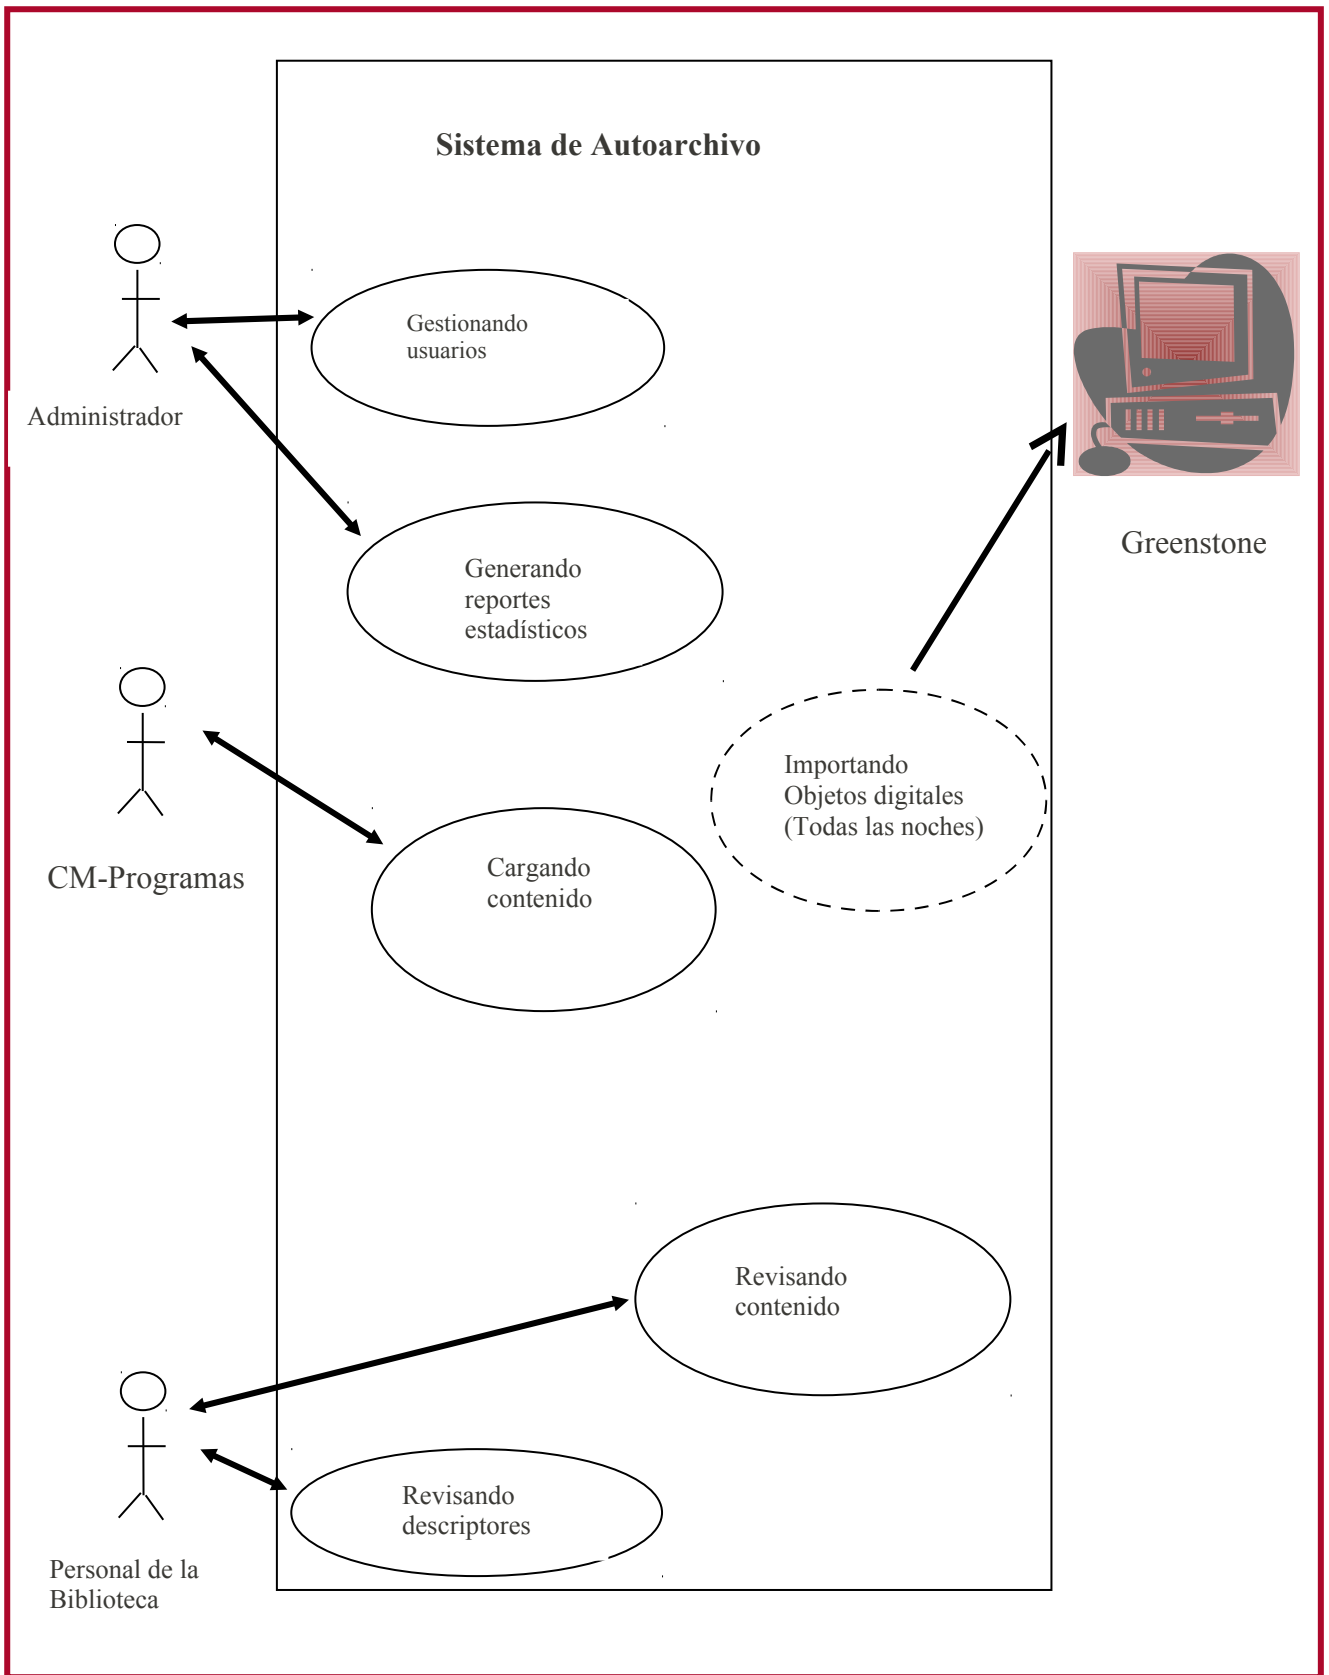 Sistema de Autoarchivo
Gestionando
usuarios
Administrador
Greenstone
Generando
reportes
estadísticos
Importando
Objetos digitales
(Todas las noches)
CM-Programas
Cargando
contenido
Revisando
contenido
Revisando
descriptores
Personal de la
Biblioteca